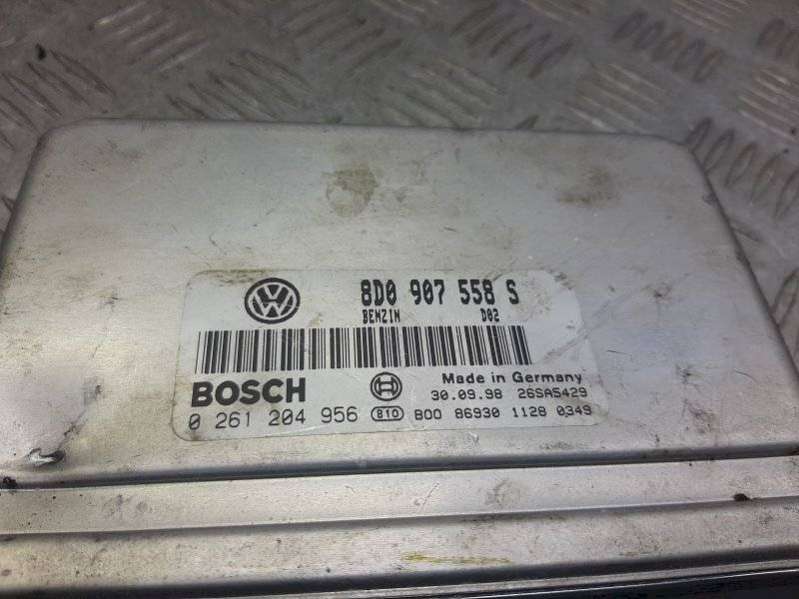 8D0 907 558 S
BENZIN D02
BOSCH
Made in Germany
30.09.98 26SA5429
0 261 204 956 810 B00 86930 1128 0349